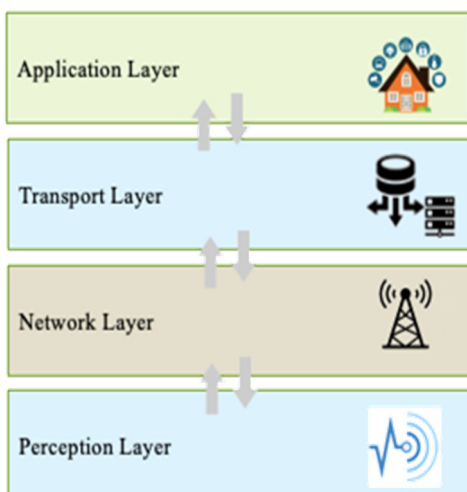 Application Layer
Transport Layer
Network Layer
Perception Layer